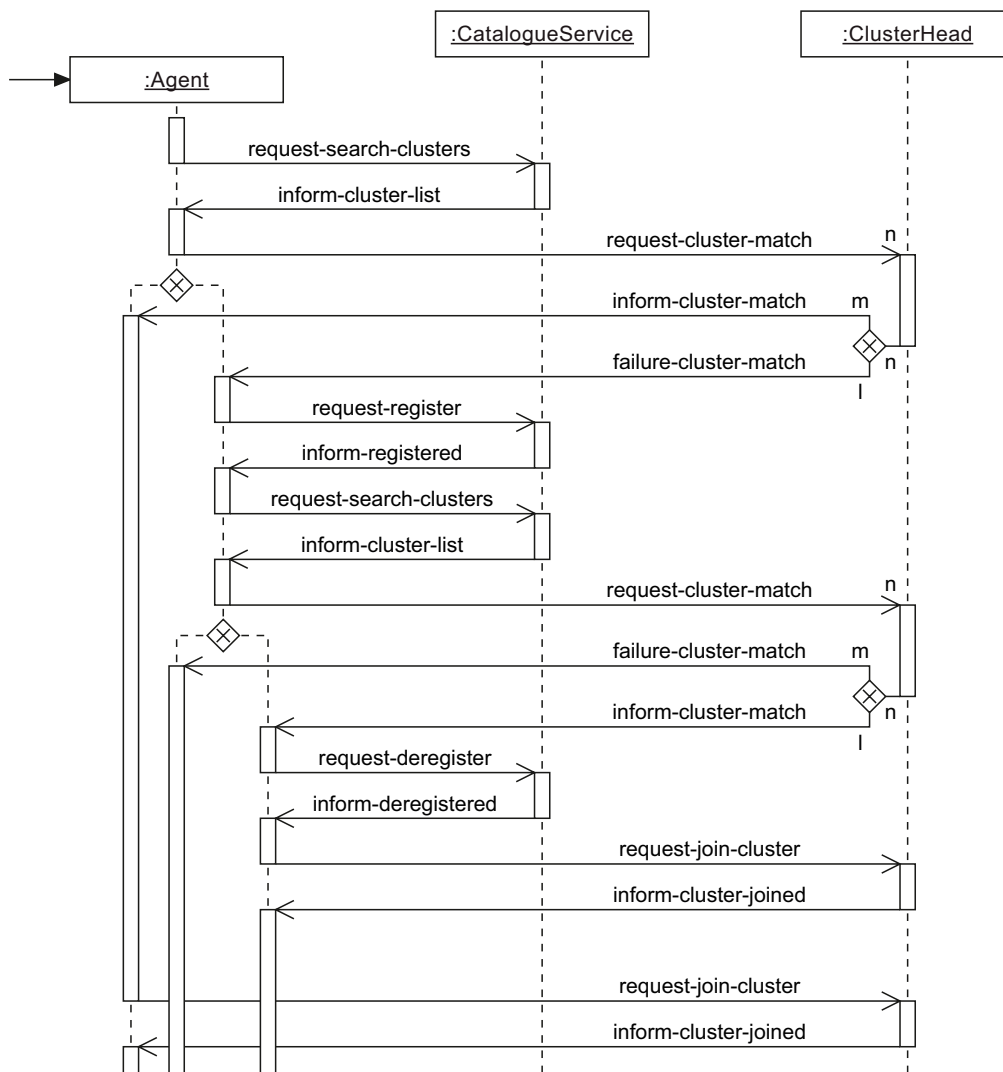 :CatalogueService
:ClusterHead
:Agent
request-search-clusters
inform-cluster-list
request-cluster-match n
inform-cluster-match m
n
failure-cluster-match
l
request-register
inform-registered
request-search-clusters
inform-cluster-list
request-cluster-match n
failure-cluster-match m
n
inform-cluster-match
l
request-deregister
inform-deregistered
request-join-cluster
inform-cluster-joined
request-join-cluster
inform-cluster-joined